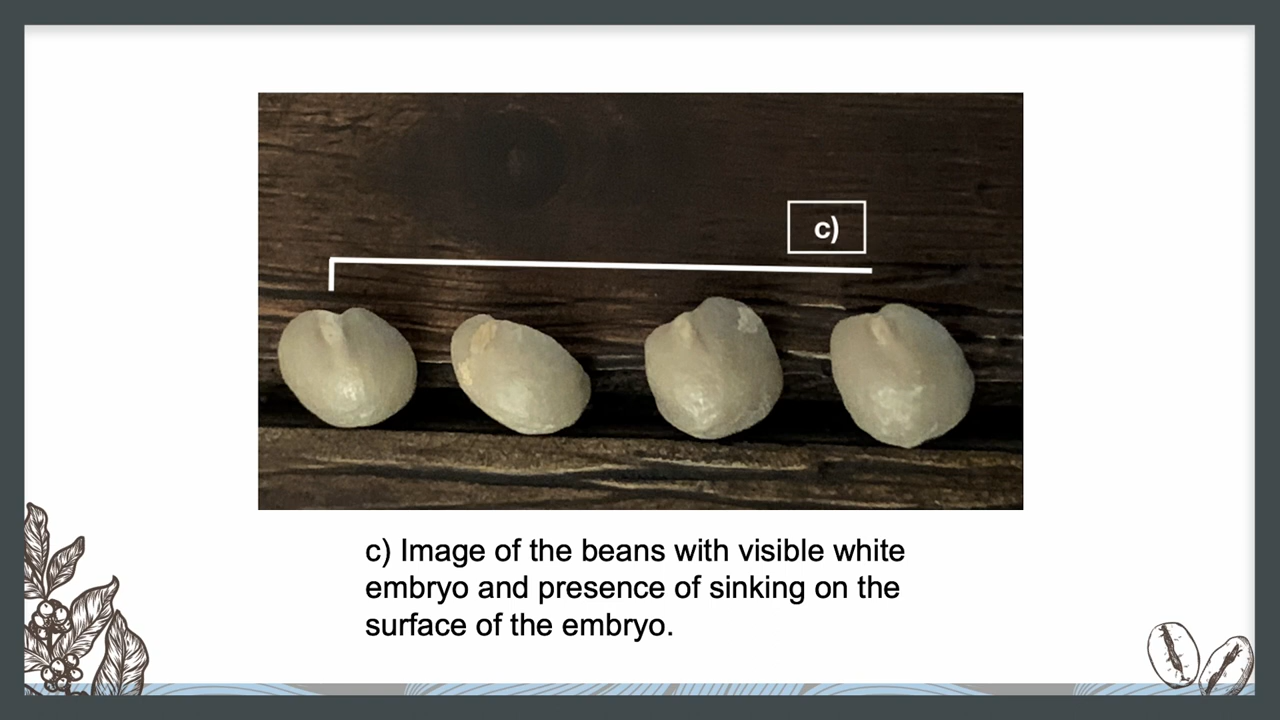 c)
c) Image of the beans with visible white
embryo and presence of sinking on the
surface of the embryo.